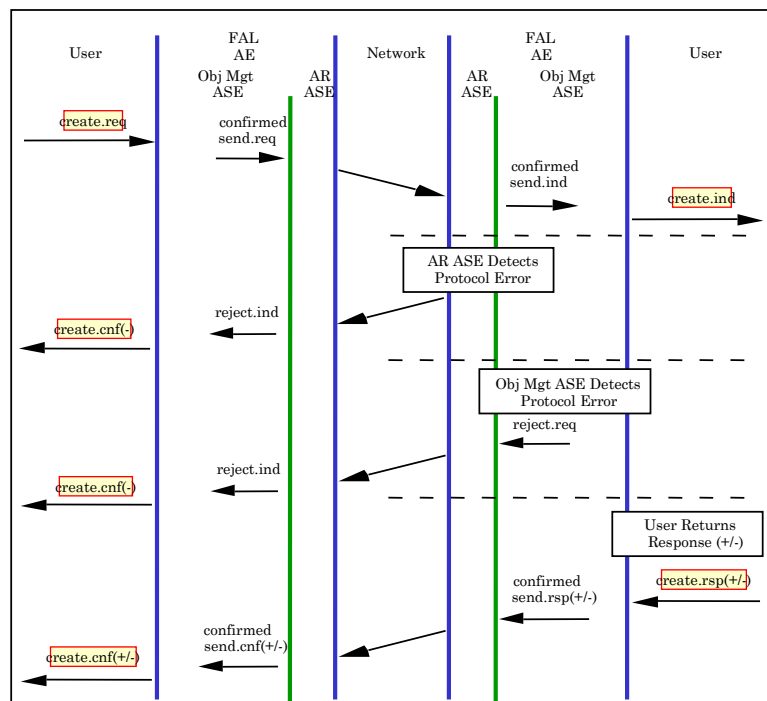 User
FAL
AE
Network
FAL
AE
User
Obj Mgt
ASE
AR
ASE
AR
ASE
Obj Mgt
ASE
create.req
confirmed
send.req
confirmed
send.ind
create.ind
AR ASE Detects
Protocol Error
reject.ind
create.cnf(-)
Obj Mgt ASE Detects
Protocol Error
reject.req
reject.ind
create.cnf(-)
User Returns
Response (+/-)
create.rsp(+/-)
confirmed
send.rsp(+/-)
confirmed
send.cnf(+/-)
create.cnf(+/-)